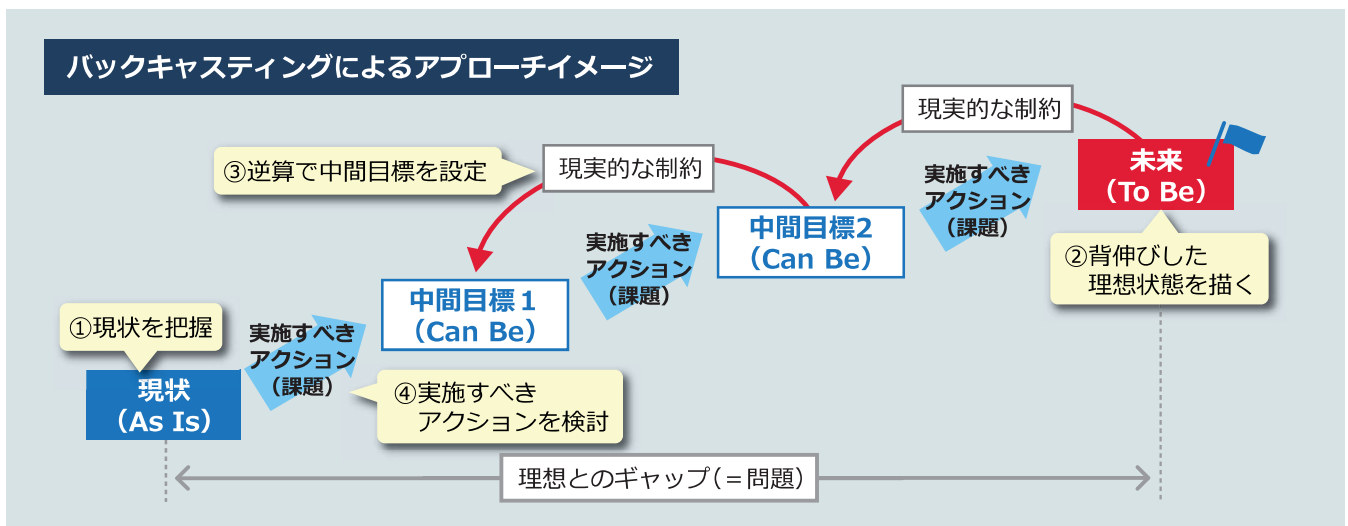 バックキャスティングによるアプローチイメージ
現実的な制約
未来
（To Be）
②背伸びした
理想状態を描く
実施すべき
アクション
（課題）
③逆算で中間目標を設定
現実的な制約
中間目標2
（Can Be）
実施すべき
アクション
（課題）
中間目標１
（Can Be）
①現状を把握
実施すべき
アクション
（課題）
④実施すべき
アクションを検討
現状
（As Is）
理想とのギャップ（＝問題）